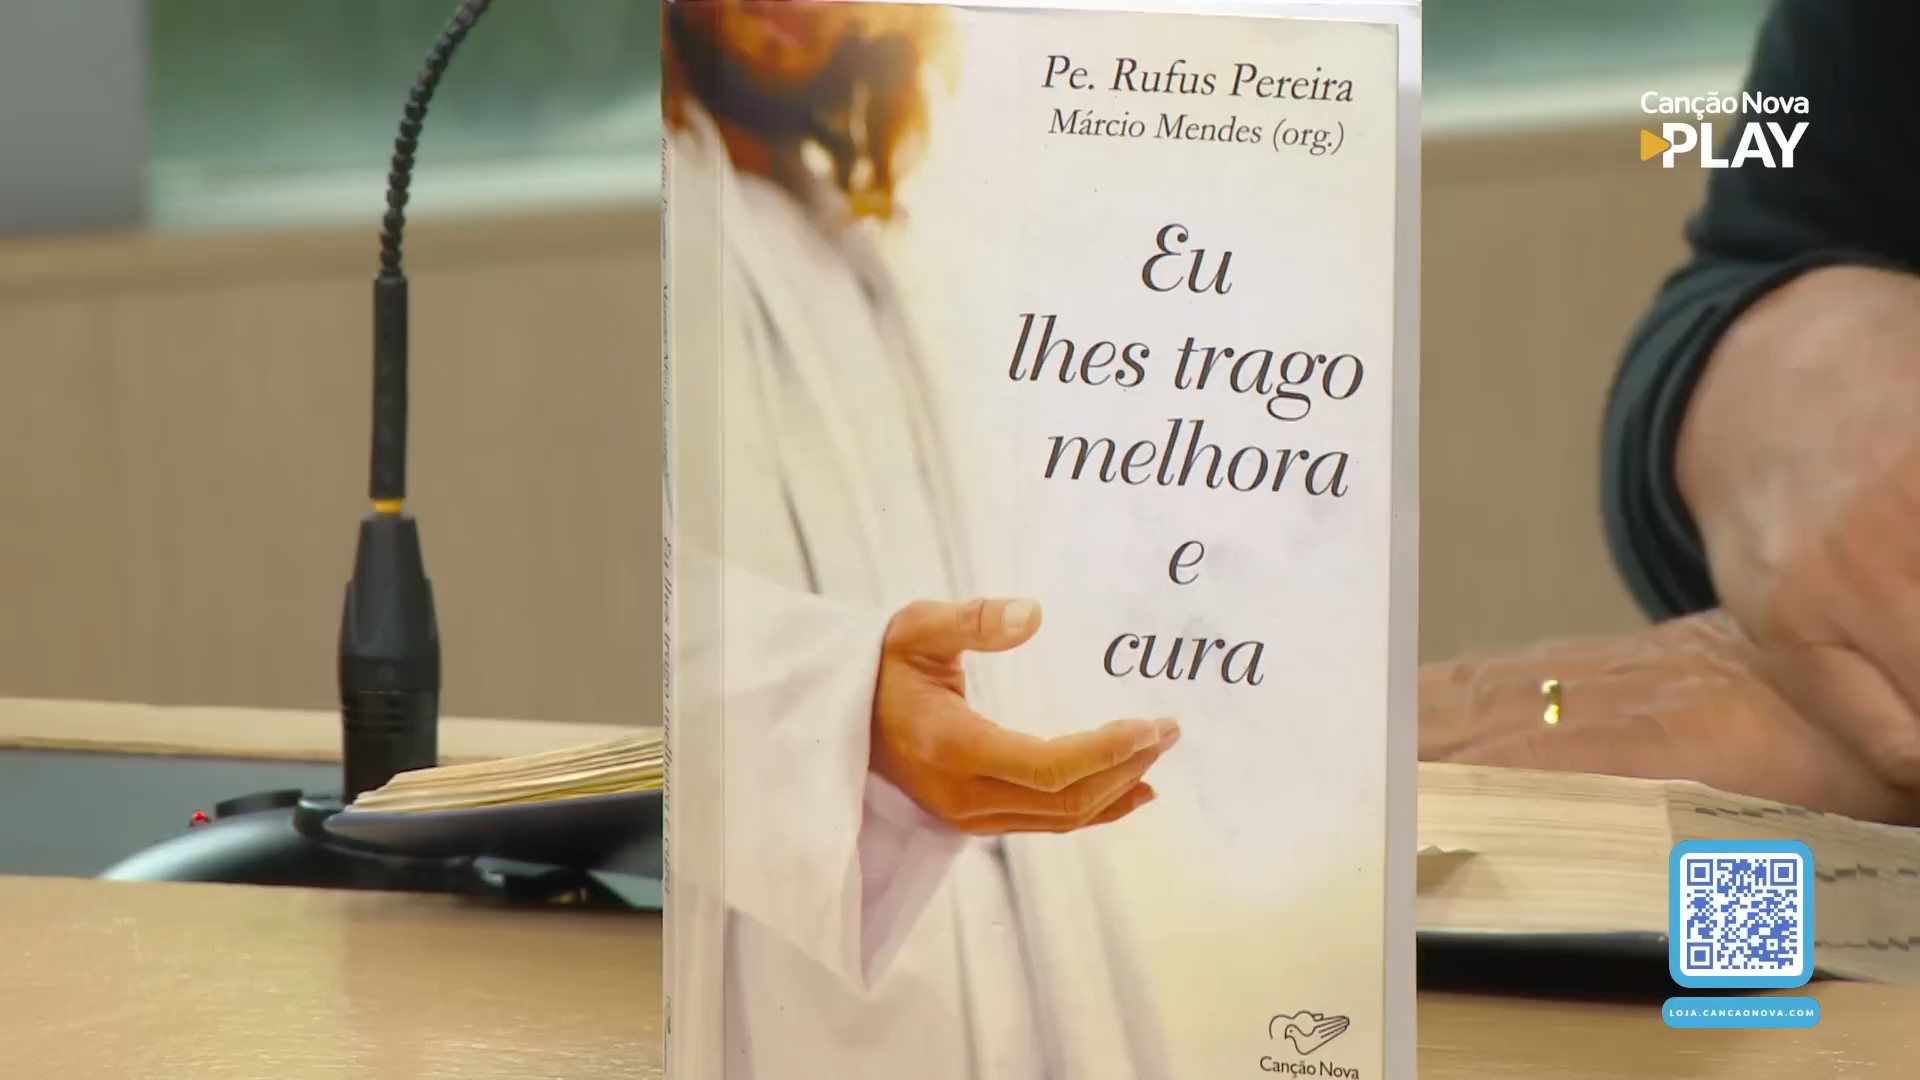 Pe. Rufus Pereira
Márcio Mendes (org.)
Eu
lhes trago
melhora
e
cura
Canção Nova
Canção Nova
PLAY
LOJA.CANCAONOVA.COM